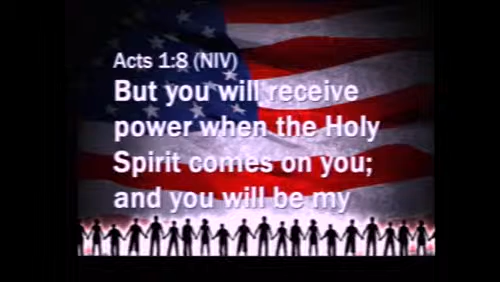 Acts 1:8 (NIV)
But you will receive
power when the Holy
Spirit comes on you;
and you will be my